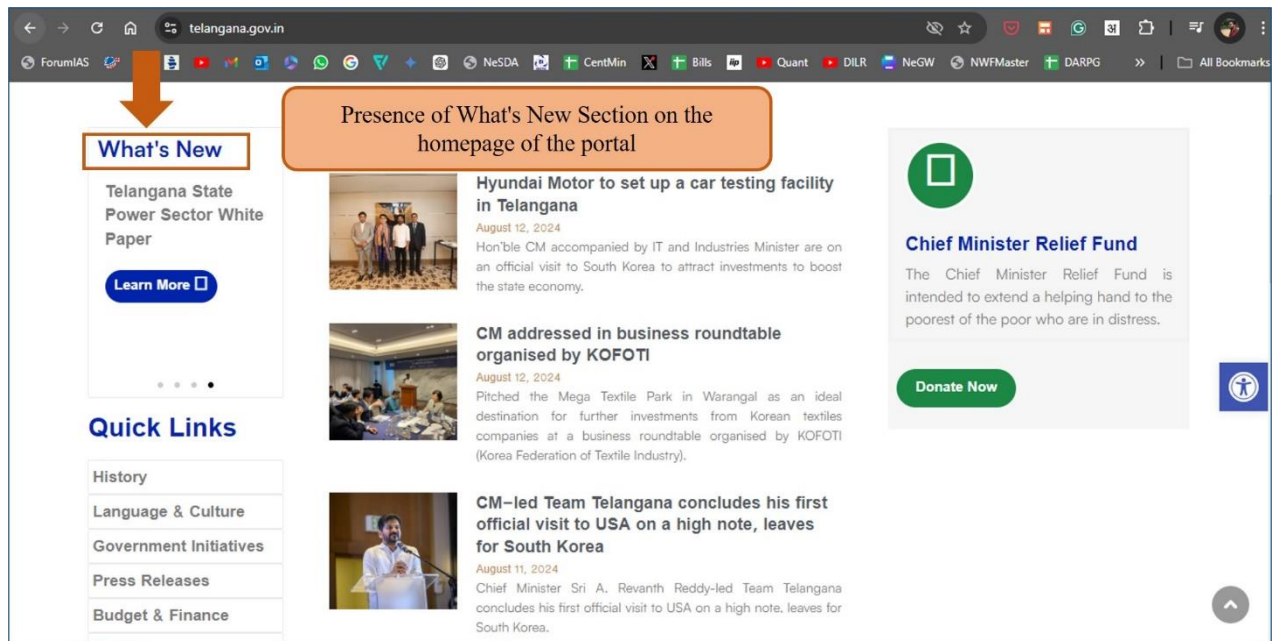 telangana.gov.in
ForumIAS
NeSDA
CentMin
Bills
Quant
DILR
NeGW
NWFMaster
DARPG
All Bookmarks
Presence of What's New Section on the
homepage of the portal
What's New
Telangana State
Power Sector White
Paper
Learn More
Quick Links
History
Language & Culture
Government Initiatives
Press Releases
Budget & Finance
Hyundai Motor to set up a car testing facility
in Telangana
August 12, 2024
Hon'ble CM accompanied by IT and Industries Minister are on
an official visit to South Korea to attract investments to boost
the state economy.
CM addressed in business roundtable
organised by KOFOTI
August 12, 2024
Pitched the Mega Textile Park in Warangal as an ideal
destination for further investments from Korean textiles
companies at a business roundtable organised by KOFOTI
(Korea Federation of Textile Industry).
CM-led Team Telangana concludes his first
official visit to USA on a high note, leaves
for South Korea
August 11, 2024
Chief Minister Sri A. Revanth Reddy-led Team Telangana
concludes his first official visit to USA on a high note. leaves for
South Korea.
Chief Minister Relief Fund
The Chief Minister Relief Fund is
intended to extend a helping hand to the
poorest of the poor who are in distress.
Donate Now